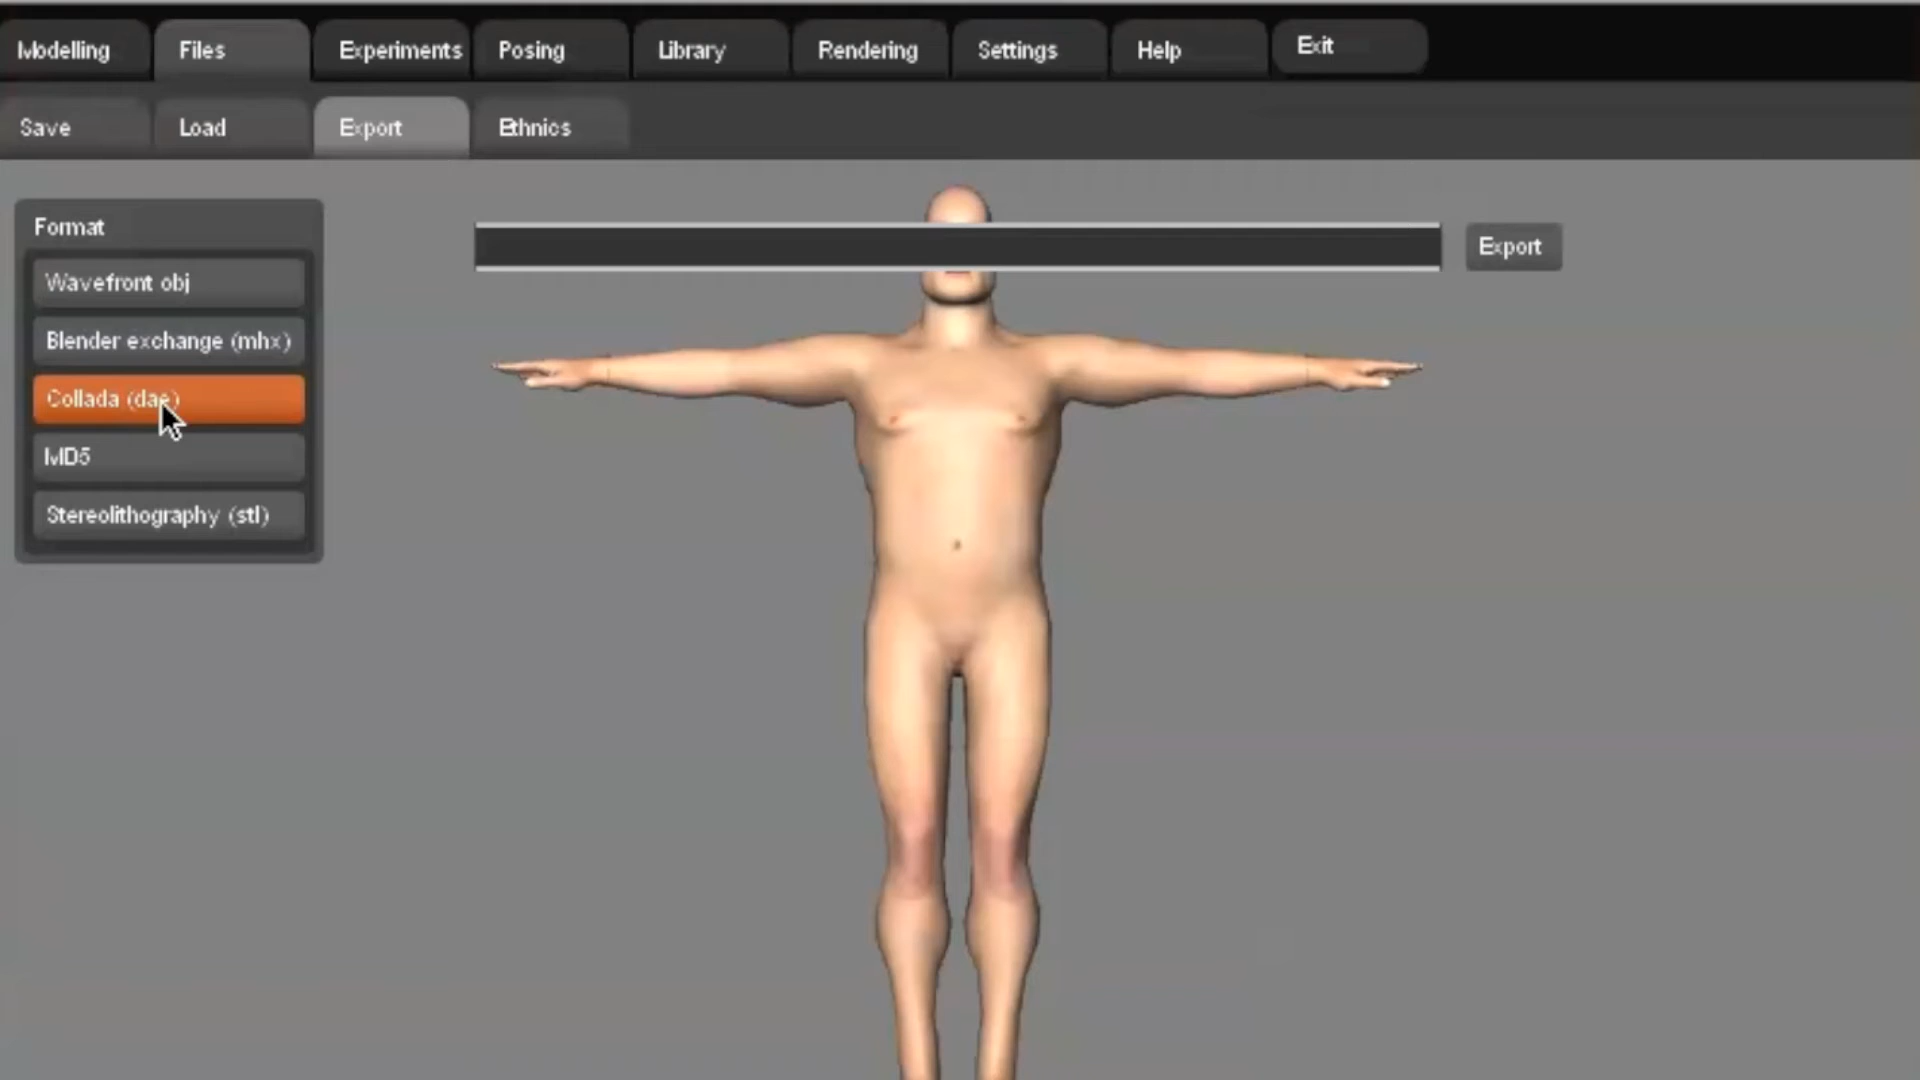 Modelling Files Experiments Posing Library Rendering Settings Help Exit
Save Load Export Ethnics
Format
Export
Wavefront obj
Blender exchange (mhx)
Collada (dae)
MD5
Stereolithography (stl)